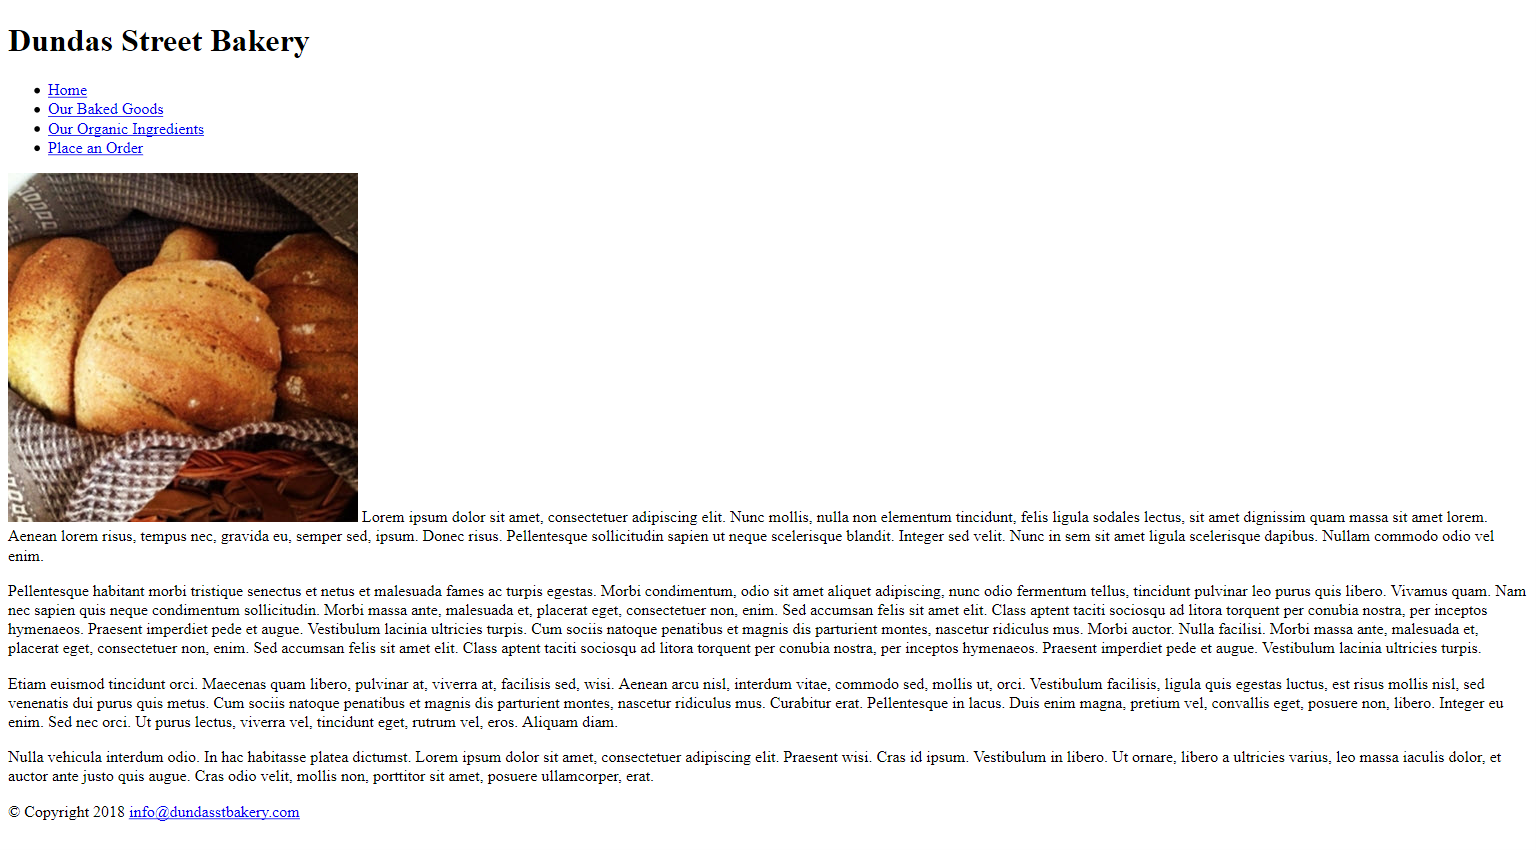 Dundas Street Bakery
Home
Our Baked Goods
Our Organic Ingredients
Place an Order
Lorem ipsum dolor sit amet, consectetuer adipiscing elit. Nunc mollis, nulla non elementum tincidunt, felis ligula sodales lectus, sit amet dignissim quam massa sit amet lorem.
Aenean lorem risus, tempus nec, gravida eu, semper sed, ipsum. Donec risus. Pellentesque sollicitudin sapien ut neque scelerisque blandit. Integer sed velit. Nunc in sem sit amet ligula scelerisque dapibus. Nullam commodo odio vel
enim.
Pellentesque habitant morbi tristique senectus et netus et malesuada fames ac turpis egestas. Morbi condimentum, odio sit amet aliquet adipiscing, nunc odio fermentum tellus, tincidunt pulvinar leo purus quis libero. Vivamus quam. Nam
nec sapien quis neque condimentum sollicitudin. Morbi massa ante, malesuada et, placerat eget, consectetuer non, enim. Sed accumsan felis sit amet elit. Class aptent taciti sociosqu ad litora torquent per conubia nostra, per inceptos
hymenaeos. Praesent imperdiet pede et augue. Vestibulum lacinia ultricies turpis. Cum sociis natoque penatibus et magnis dis parturient montes, nascetur ridiculus mus. Morbi auctor. Nulla facilisi. Morbi massa ante, malesuada et,
placerat eget, consectetuer non, enim. Sed accumsan felis sit amet elit. Class aptent taciti sociosqu ad litora torquent per conubia nostra, per inceptos hymenaeos. Praesent imperdiet pede et augue. Vestibulum lacinia ultricies turpis.
Etiam euismod tincidunt orci. Maecenas quam libero, pulvinar at, viverra at, facilisis sed, wisi. Aenean arcu nisl, interdum vitae, commodo sed, mollis ut, orci. Vestibulum facilisis, ligula quis egestas luctus, est risus mollis nisl, sed
venenatis dui purus quis metus. Cum sociis natoque penatibus et magnis dis parturient montes, nascetur ridiculus mus. Curabitur erat. Pellentesque in lacus. Duis enim magna, pretium vel, convallis eget, posuere non, libero. Integer eu
enim. Sed nec orci. Ut purus lectus, viverra vel, tincidunt eget, rutrum vel, eros. Aliquam diam.
Nulla vehicula interdum odio. In hac habitasse platea dictumst. Lorem ipsum dolor sit amet, consectetuer adipiscing elit. Praesent wisi. Cras id ipsum. Vestibulum in libero. Ut ornare, libero a ultricies varius, leo massa iaculis dolor, et
auctor ante justo quis augue. Cras odio velit, mollis non, porttitor sit amet, posuere ullamcorper, erat.
© Copyright 2018 info@dundasstbakery.com